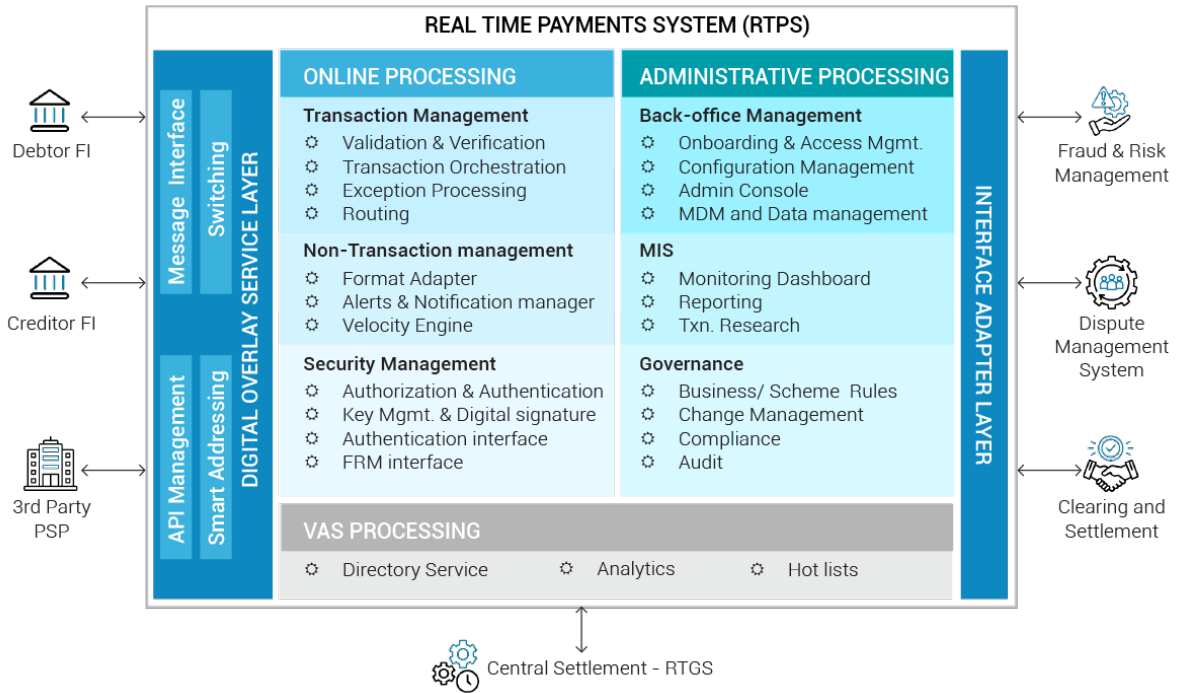 REAL TIME PAYMENTS SYSTEM (RTPS)
Debtor FI
Creditor FI
3rd Party
PSP
Message Interface
Switching
API Management
Smart Addressing
DIGITAL OVERLAY SERVICE LAYER
ONLINE PROCESSING
Transaction Management
Validation & Verification
Transaction Orchestration
Exception Processing
Routing
Non-Transaction management
Format Adapter
Alerts & Notification manager
Velocity Engine
Security Management
Authorization & Authentication
Key Mgmt. & Digital signature
Authentication interface
FRM interface
ADMINISTRATIVE PROCESSING
Back-office Management
Onboarding & Access Mgmt.
Configuration Management
Admin Console
MDM and Data management
MIS
Monitoring Dashboard
Reporting
Txn. Research
Governance
Business/ Scheme Rules
Change Management
Compliance
Audit
VAS PROCESSING
Directory Service
Analytics
Hot lists
INTERFACE ADAPTER LAYER
Fraud & Risk
Management
Dispute
Management
System
Clearing and
Settlement
Central Settlement - RTGS